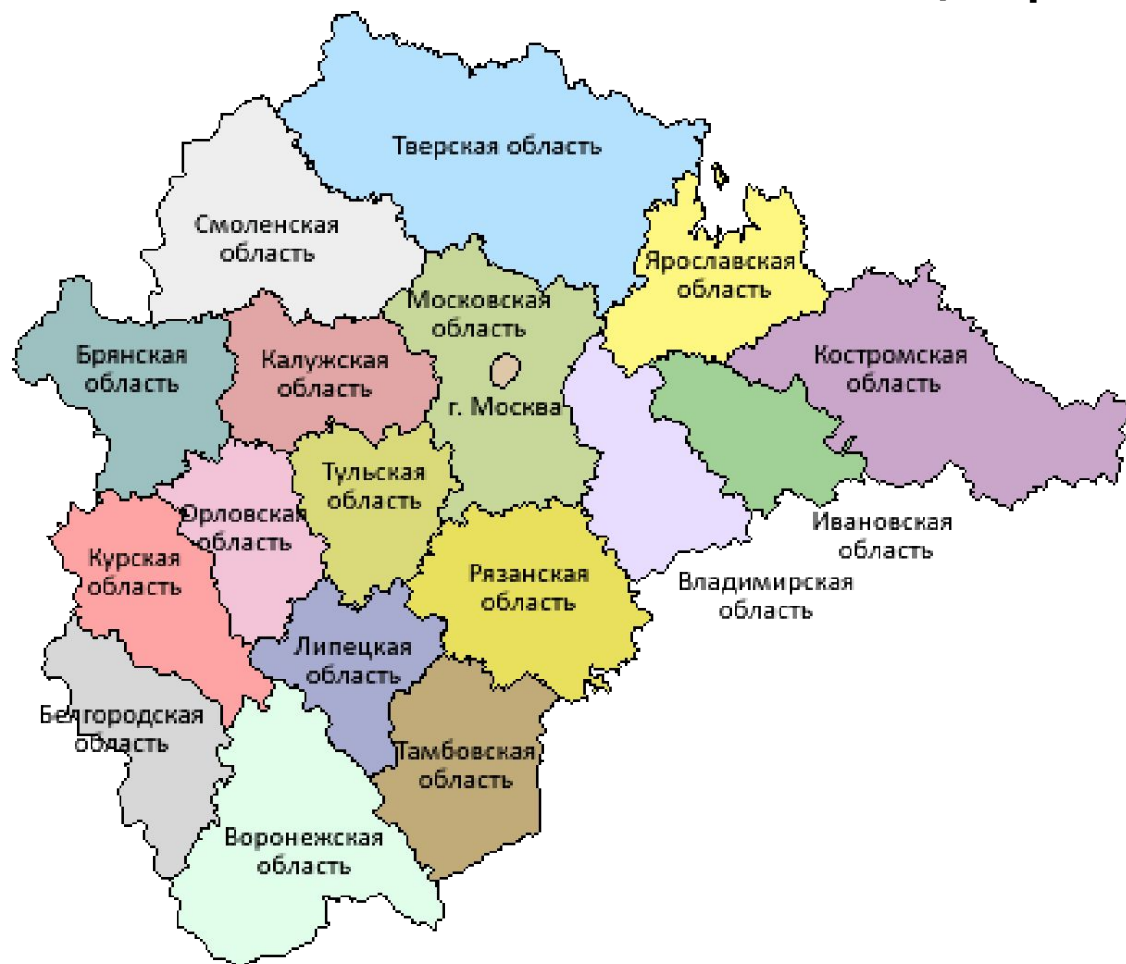 Тверская область
Смоленская
область
Ярославская
область
Московская
область
Брянская
область
Калужская
область
Костромская
область
г. Москва
Тульская
область
Орловская
область
Ивановская
область
Курская
область
Рязанская
область
Владимирская
область
Липецкая
область
Белгородская
область
Тамбовская
область
Воронежская
область